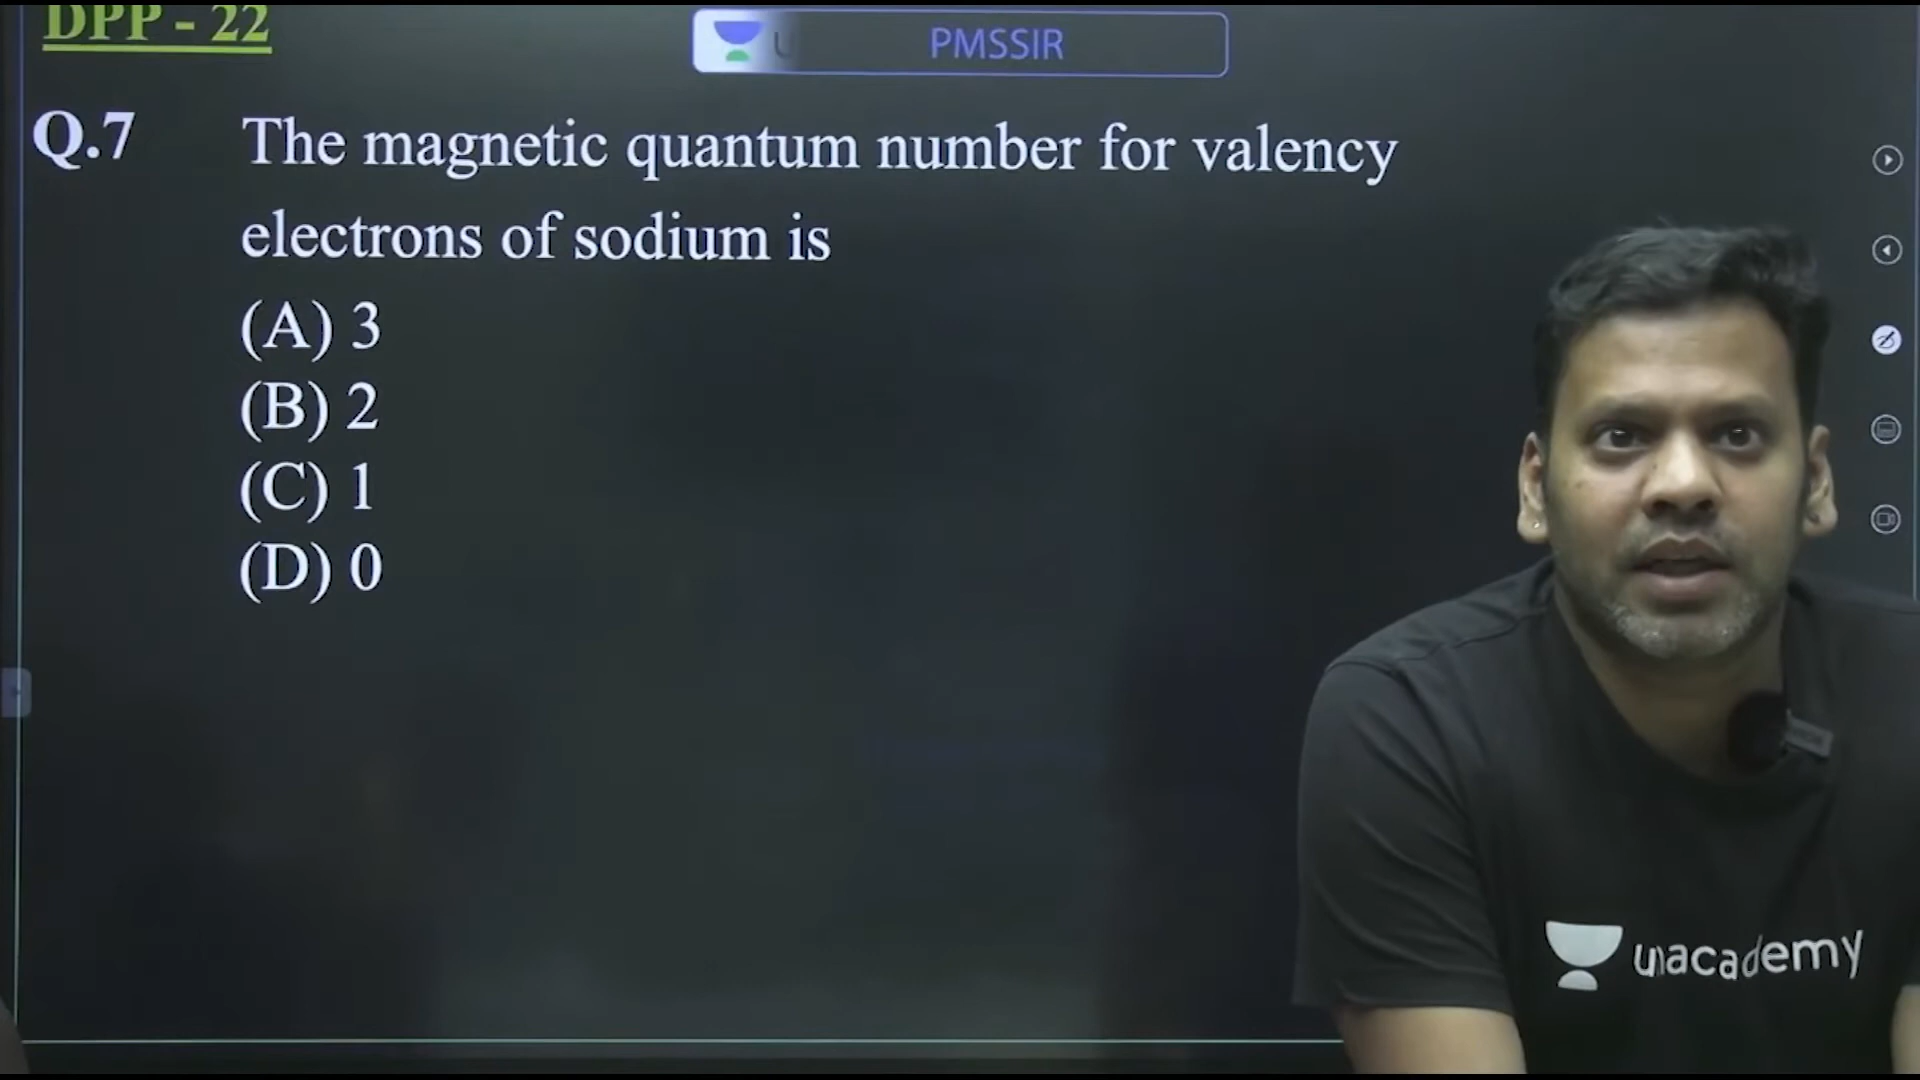 DPP - 22
PMSSIR
Q.7 The magnetic quantum number for valency
electrons of sodium is
(A) 3
(B) 2
(C) 1
(D) 0
unacademy